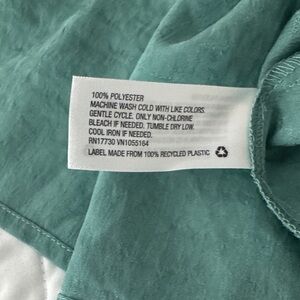 100% POLYESTER
MACHINE WASH COLD WITH LIKE COLORS.
GENTLE CYCLE. ONLY NON-CHLORINE
BLEACH IF NEEDED. TUMBLE DRY LOW.
COOL IRON IF NEEDED.
RN17730 VN1055164
LABEL MADE FROM 100% RECYCLED PLASTIC